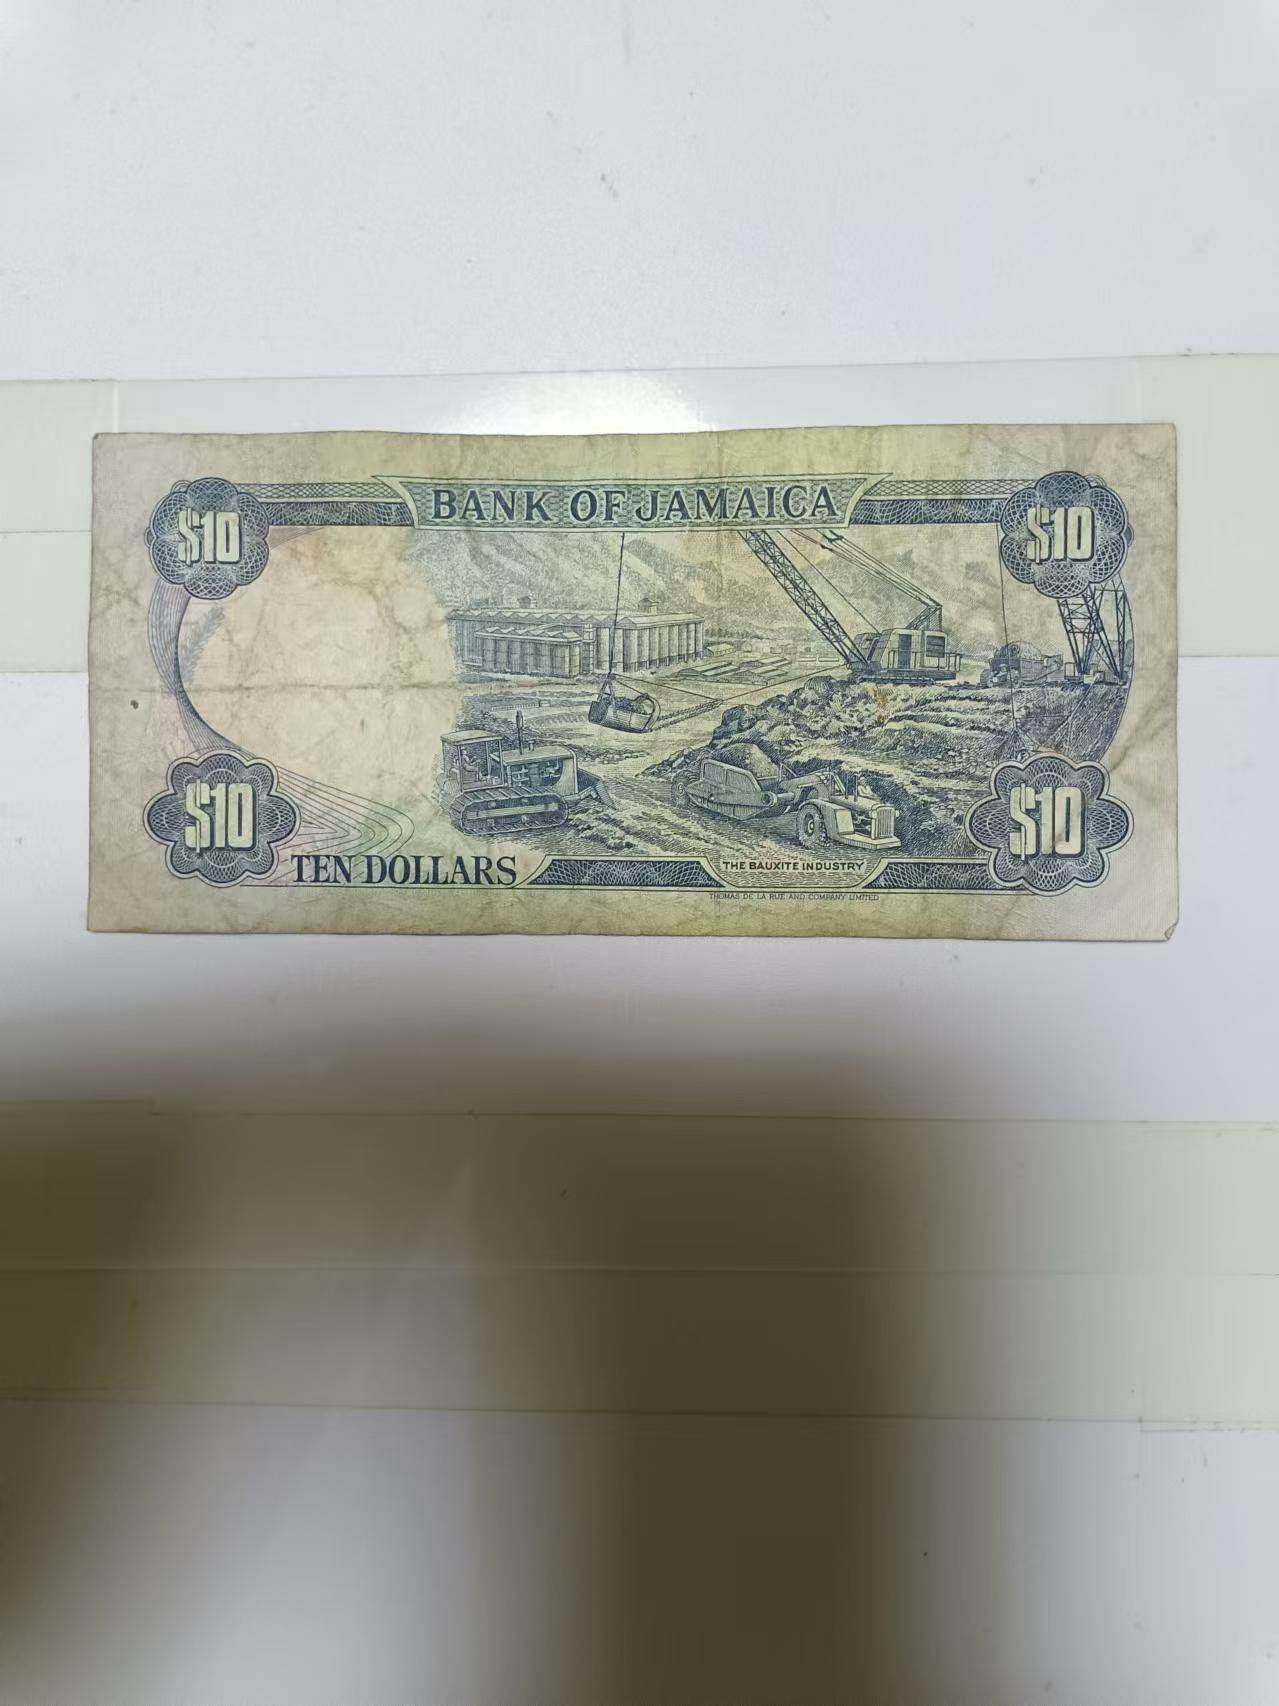 BANK OF JAMAICA
$10
$10
$10
$10
TEN DOLLARS
THE BAUXITE INDUSTRY
THOMAS DE LA RUE AND COMPANY LIMITED